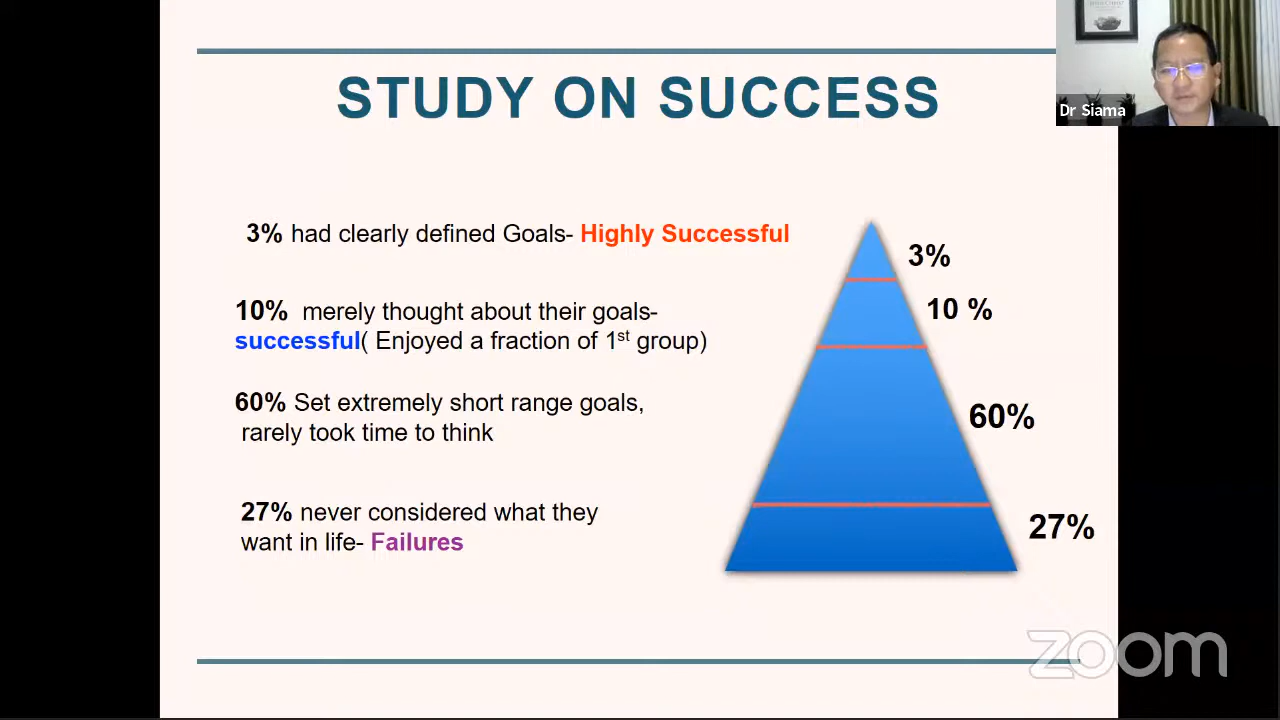 STUDY ON SUCCESS
Dr Siama
3% had clearly defined Goals- Highly Successful
10% merely thought about their goals-
successful( Enjoyed a fraction of 1st group)
60% Set extremely short range goals,
rarely took time to think
27% never considered what they
want in life- Failures
3%
10 %
60%
27%
zoom